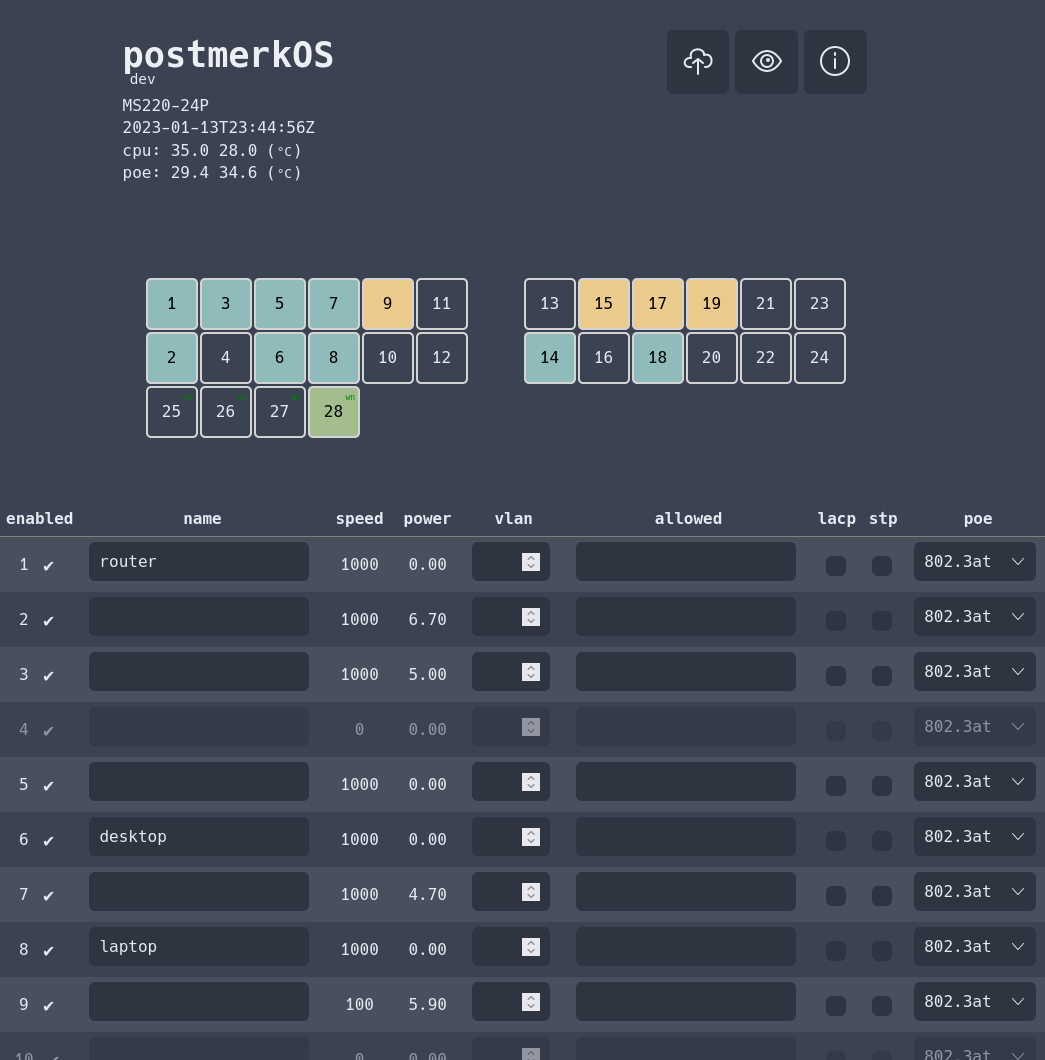 postmerkOS
dev
MS220-24P
2023-01-13T23:44:56Z
cpu: 35.0 28.0 (°C)
poe: 29.4 34.6 (°C)
1 3 5 7 9 11 13 15 17 19 21 23
2 4 6 8 10 12 14 16 18 20 22 24
25 26 27 28 wn
enabled name speed power vlan allowed lacp stp poe
1 ✔ router 1000 0.00 802.3at
2 ✔ 1000 6.70 802.3at
3 ✔ 1000 5.00 802.3at
4 ✔ 0 0.00 802.3at
5 ✔ 1000 0.00 802.3at
6 ✔ desktop 1000 0.00 802.3at
7 ✔ 1000 4.70 802.3at
8 ✔ laptop 1000 0.00 802.3at
9 ✔ 100 5.90 802.3at
10 ✔ 0 0.00 802.3at